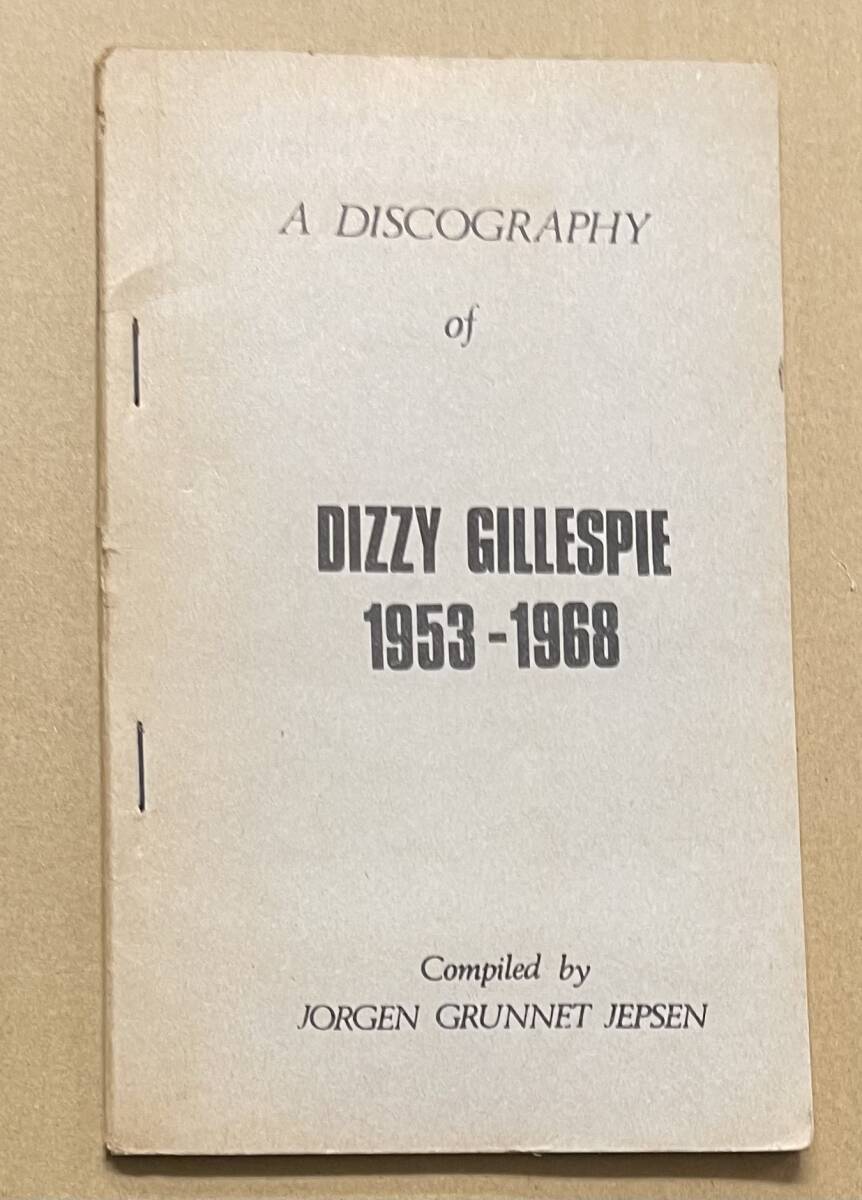 A DISCOGRAPHY
of
DIZZY GILLESPIE
1953-1968
Compiled by
JORGEN GRUNNET JEPSEN